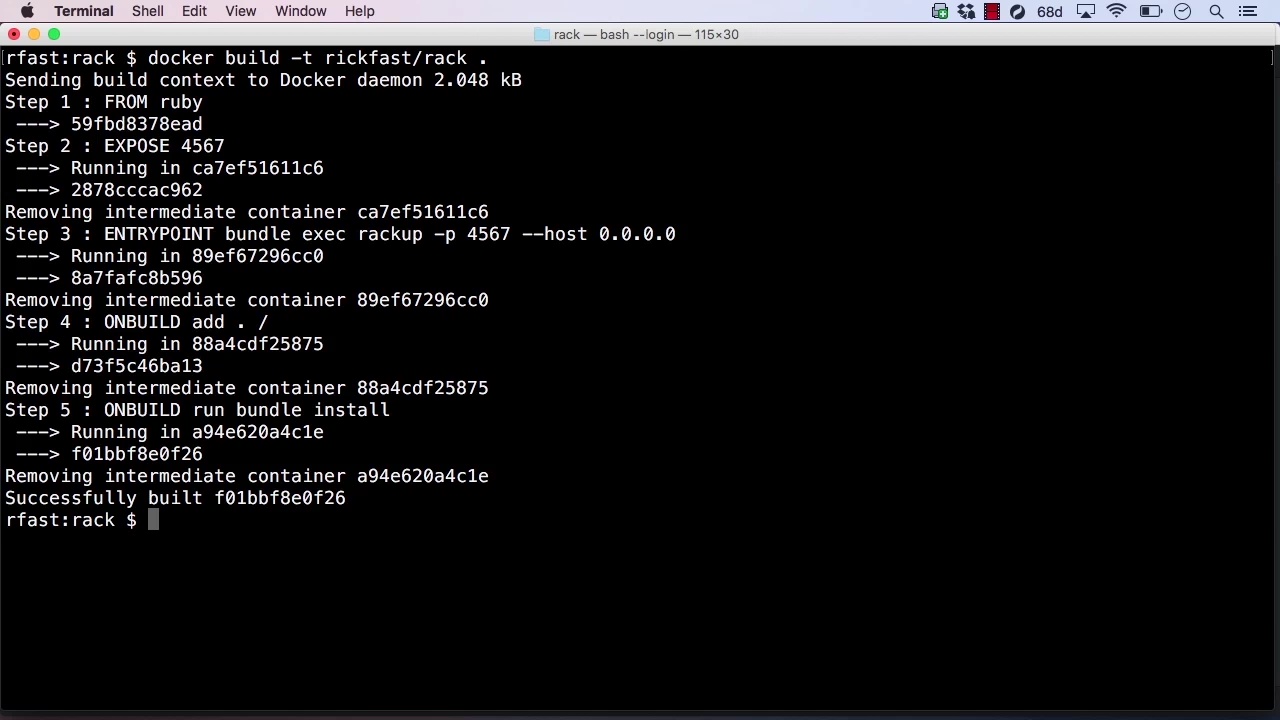 Terminal Shell Edit View Window Help 68d
rack — bash --login — 115×30
rfast:rack $ docker build -t rickfast/rack .
Sending build context to Docker daemon 2.048 kB
Step 1 : FROM ruby
---> 59fbd8378ead
Step 2 : EXPOSE 4567
---> Running in ca7ef51611c6
---> 2878cccac962
Removing intermediate container ca7ef51611c6
Step 3 : ENTRYPOINT bundle exec rackup -p 4567 --host 0.0.0.0
---> Running in 89ef67296cc0
---> 8a7fafc8b596
Removing intermediate container 89ef67296cc0
Step 4 : ONBUILD add . /
---> Running in 88a4cdf25875
---> d73f5c46ba13
Removing intermediate container 88a4cdf25875
Step 5 : ONBUILD run bundle install
---> Running in a94e620a4c1e
---> f01bbf8e0f26
Removing intermediate container a94e620a4c1e
Successfully built f01bbf8e0f26
rfast:rack $